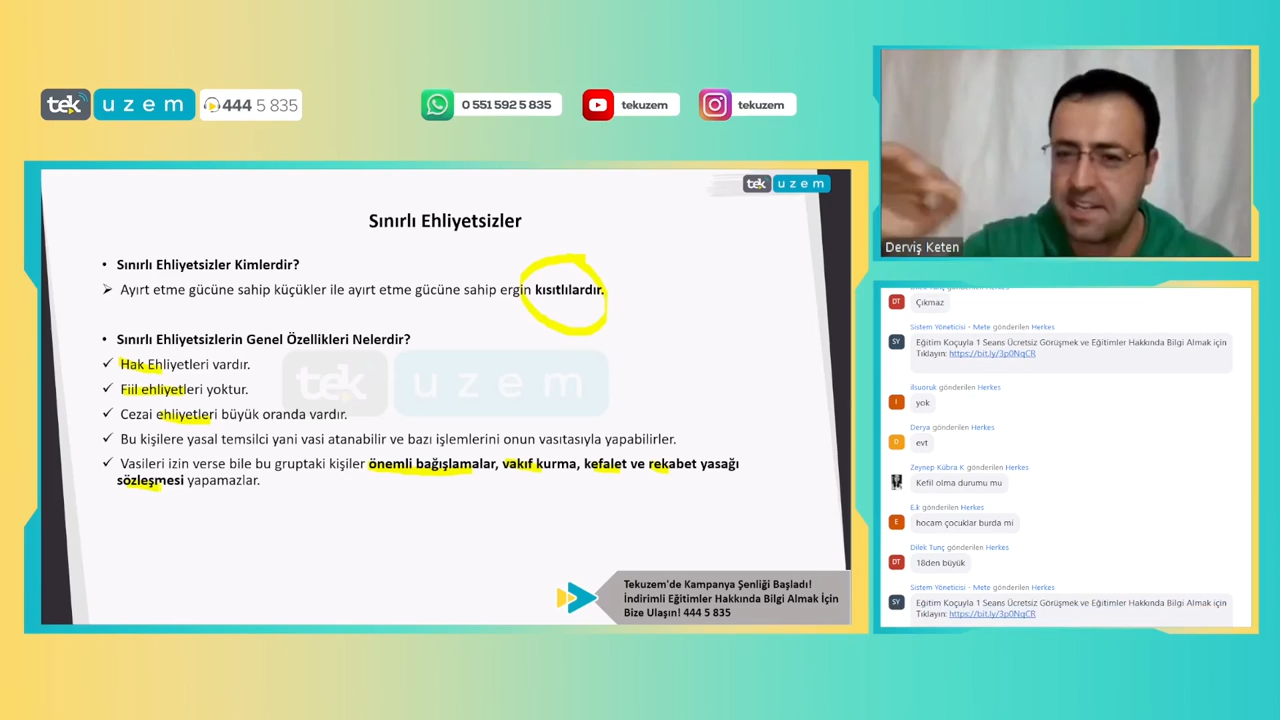 tek uzem 444 5 835
0 551 592 5 835
tekuzem
tekuzem
tek uzem
Sınırlı Ehliyetsizler
• Sınırlı Ehliyetsizler Kimlerdir?
Ayırt etme gücüne sahip küçükler ile ayırt etme gücüne sahip ergin kısıtlılardır.
• Sınırlı Ehliyetsizlerin Genel Özellikleri Nelerdir?
✓ Hak Ehliyetleri vardır.
✓ Fiil ehliyetleri yoktur.
✓ Cezai ehliyetleri büyük oranda vardır.
✓ Bu kişilere yasal temsilci yani vasi atanabilir ve bazı işlemlerini onun vasıtasıyla yapabilirler.
✓ Vasileri izin verse bile bu gruptaki kişiler önemli bağışlamalar, vakıf kurma, kefalet ve rekabet yasağı
sözleşmesi yapamazlar.
tek uzem
Tekuzem'de Kampanya Şenliği Başladı!
İndirimli Eğitimler Hakkında Bilgi Almak İçin
Bize Ulaşın! 444 5 835
Derviş Keten
DT
Çıkmaz
Sistem Yöneticisi - Mete gönderilen Herkes
SY
Eğitim Koçuyla 1 Seans Ücretsiz Görüşmek ve Eğitimler Hakkında Bilgi Almak için
Tıklayın: https://bit.ly/3p0NqCR
ilsuoruk gönderilen Herkes
I
yok
Derya gönderilen Herkes
D
evt
Zeynep Kübra K gönderilen Herkes
Kefil olma durumu mu
E.k gönderilen Herkes
E
hocam çocuklar burda mi
Dilek Tunç gönderilen Herkes
DT
18den büyük
Sistem Yöneticisi - Mete gönderilen Herkes
SY
Eğitim Koçuyla 1 Seans Ücretsiz Görüşmek ve Eğitimler Hakkında Bilgi Almak için
Tıklayın: https://bit.ly/3p0NqCR